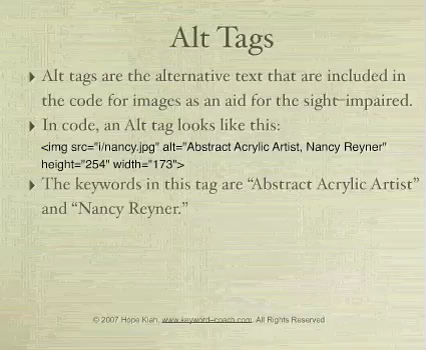 Alt Tags
Alt tags are the alternative text that are included in
the code for images as an aid for the sight-impaired.
In code, an Alt tag looks like this:
<img src="i/nancy.jpg" alt="Abstract Acrylic Artist, Nancy Reyner"
height="254" width="173">
The keywords in this tag are “Abstract Acrylic Artist”
and “Nancy Reyner.”
© 2007 Hope Kiah, www.keyword-coach.com, All Rights Reserved